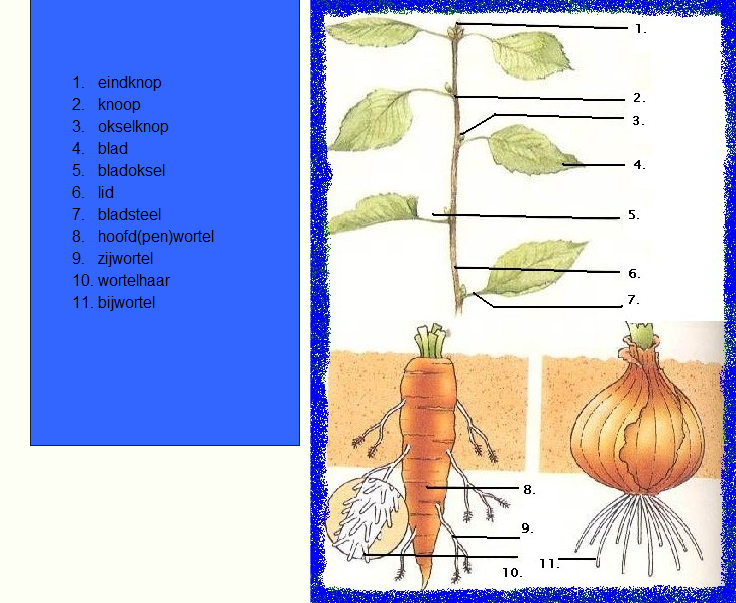 1. eindknop
2. knoop
3. okselknop
4. blad
5. bladoksel
6. lid
7. bladsteel
8. hoofd(pen)wortel
9. zijwortel
10. wortelhaar
11. bijwortel
1.
2.
3.
4.
5.
6.
7.
8.
9.
10.
11.